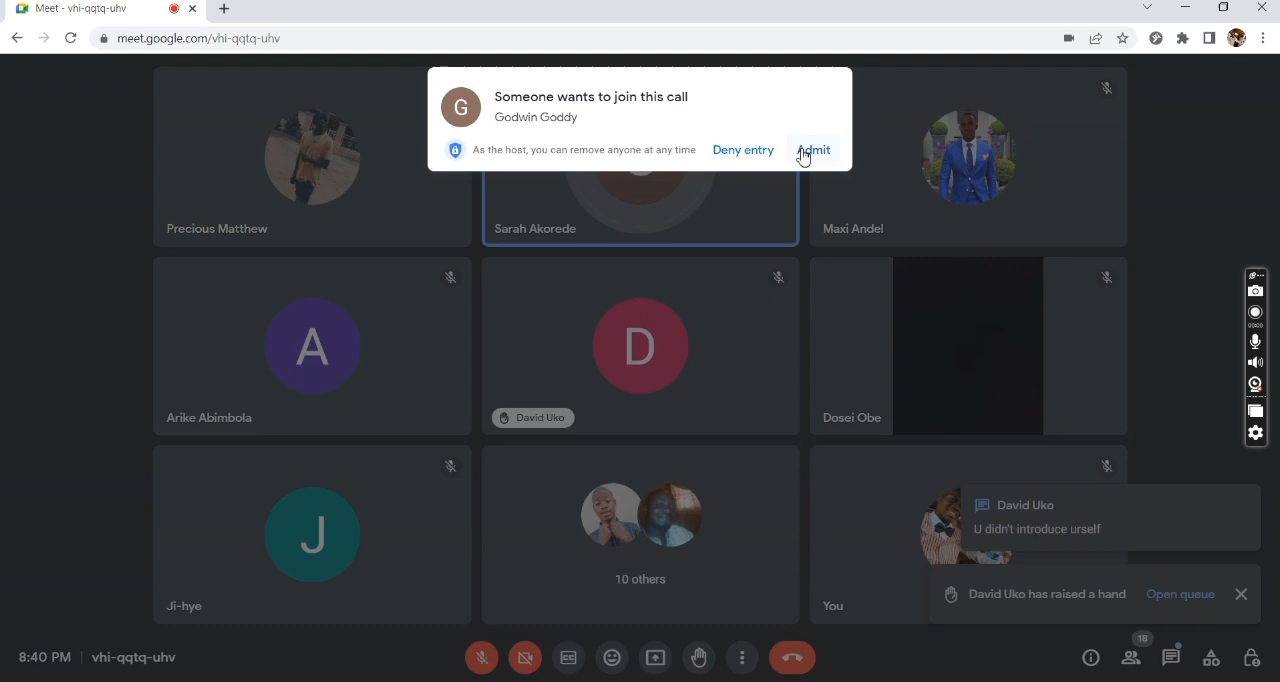 Meet - vhi-qqtq-uhv
meet.google.com/vhi-qqtq-uhv
G
Someone wants to join this call
Godwin Goddy
As the host, you can remove anyone at any time
Deny entry
Admit
Precious Matthew
Sarah Akorede
Maxi Andel
A
D
Arike Abimbola
David Uko
Dosei Obe
David Uko
U didn't introduce urself
J
10 others
David Uko has raised a hand
Open queue
Ji-hye
You
18
8:40 PM | vhi-qqtq-uhv
00:00